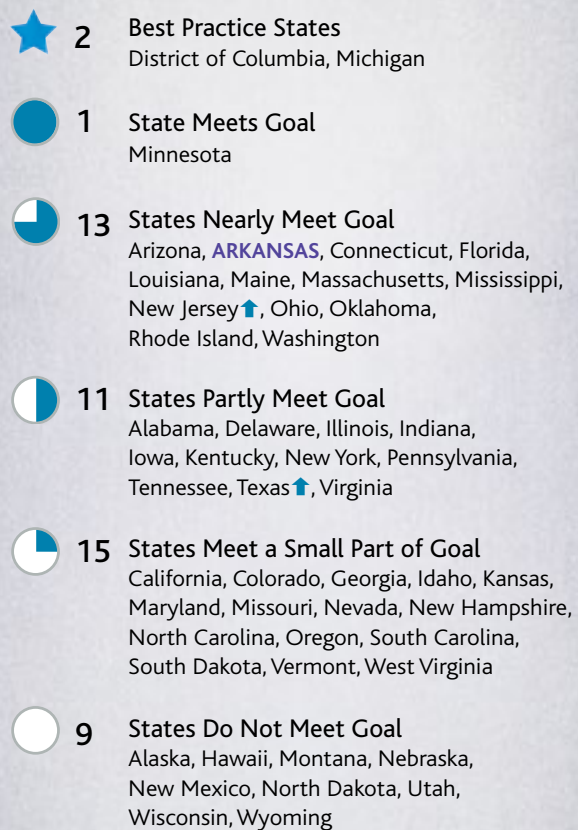 2 Best Practice States
District of Columbia, Michigan
1 State Meets Goal
Minnesota
13 States Nearly Meet Goal
Arizona, ARKANSAS, Connecticut, Florida,
Louisiana, Maine, Massachusetts, Mississippi,
New Jersey⬆, Ohio, Oklahoma,
Rhode Island, Washington
11 States Partly Meet Goal
Alabama, Delaware, Illinois, Indiana,
Iowa, Kentucky, New York, Pennsylvania,
Tennessee, Texas⬆, Virginia
15 States Meet a Small Part of Goal
California, Colorado, Georgia, Idaho, Kansas,
Maryland, Missouri, Nevada, New Hampshire,
North Carolina, Oregon, South Carolina,
South Dakota, Vermont, West Virginia
9 States Do Not Meet Goal
Alaska, Hawaii, Montana, Nebraska,
New Mexico, North Dakota, Utah,
Wisconsin, Wyoming